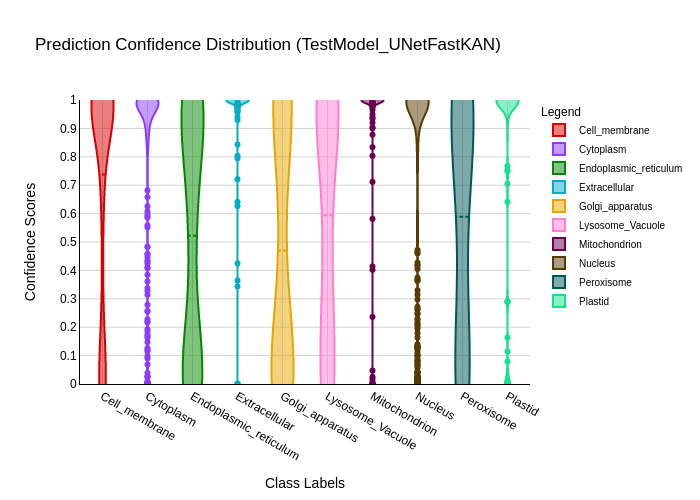 Prediction Confidence Distribution (TestModel_UNetFastKAN)
Confidence Scores
1
0.9
0.8
0.7
0.6
0.5
0.4
0.3
0.2
0.1
0
Cell_membrane
Cytoplasm
Endoplasmic_reticulum
Extracellular
Golgi_apparatus
Lysosome_Vacuole
Mitochondrion
Nucleus
Peroxisome
Plastid
Class Labels
Legend
Cell_membrane
Cytoplasm
Endoplasmic_reticulum
Extracellular
Golgi_apparatus
Lysosome_Vacuole
Mitochondrion
Nucleus
Peroxisome
Plastid